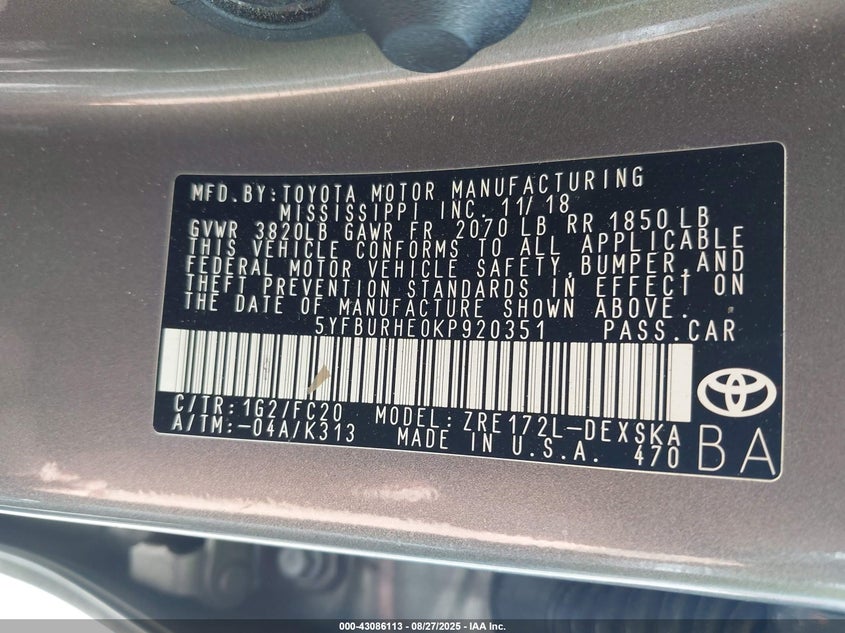 MFD.BY:TOYOTA MOTOR MANUFACTURING
MISSISSIPPI INC. 11/18
GVWR 3820LB GAWR FR 2070 LB RR 1850LB
THIS VEHICLE CONFORMS TO ALL APPLICABLE
FEDERAL MOTOR VEHICLE SAFETY,BUMPER,AND
THEFT PREVENTION STANDARDS IN EFFECT ON
THE DATE OF MANUFACTURE SHOWN ABOVE.
5YFBURHE0KP920351 PASS.CAR
C/TR:1G2/FC20 MODEL:ZRE172L-DEXSKA
A/TM:-04A/K313 MADE IN U.S.A. 470
BA
000-43086113 - 08/27/2025 - IAA Inc.